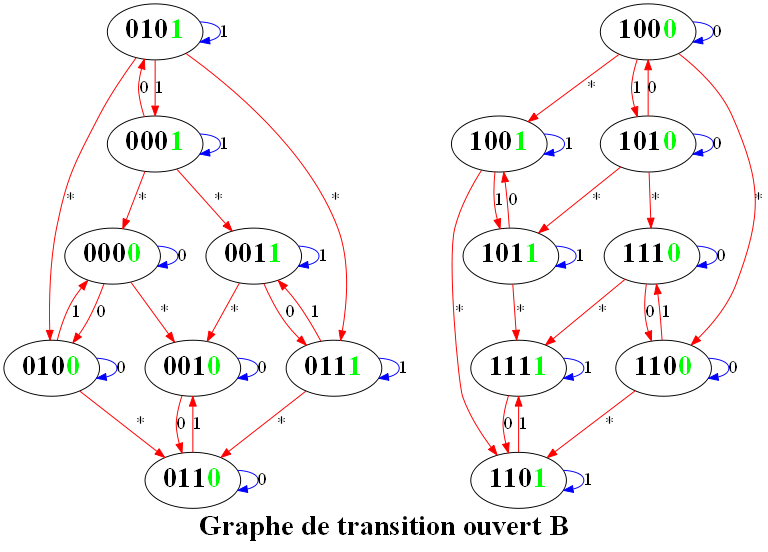 0101 1 1000 0
0 1 * 1 0
0001 1 1001 1 1010 0
* * * * 1 0 * * *
0000 0 0011 1 1011 1 1110 0
1 0 * * 0 1 * * * 0 1
0100 0 0010 0 0111 1 1111 1 1100 0
* 0 1 * 0 1 *
0110 0 1101 1
Graphe de transition ouvert B